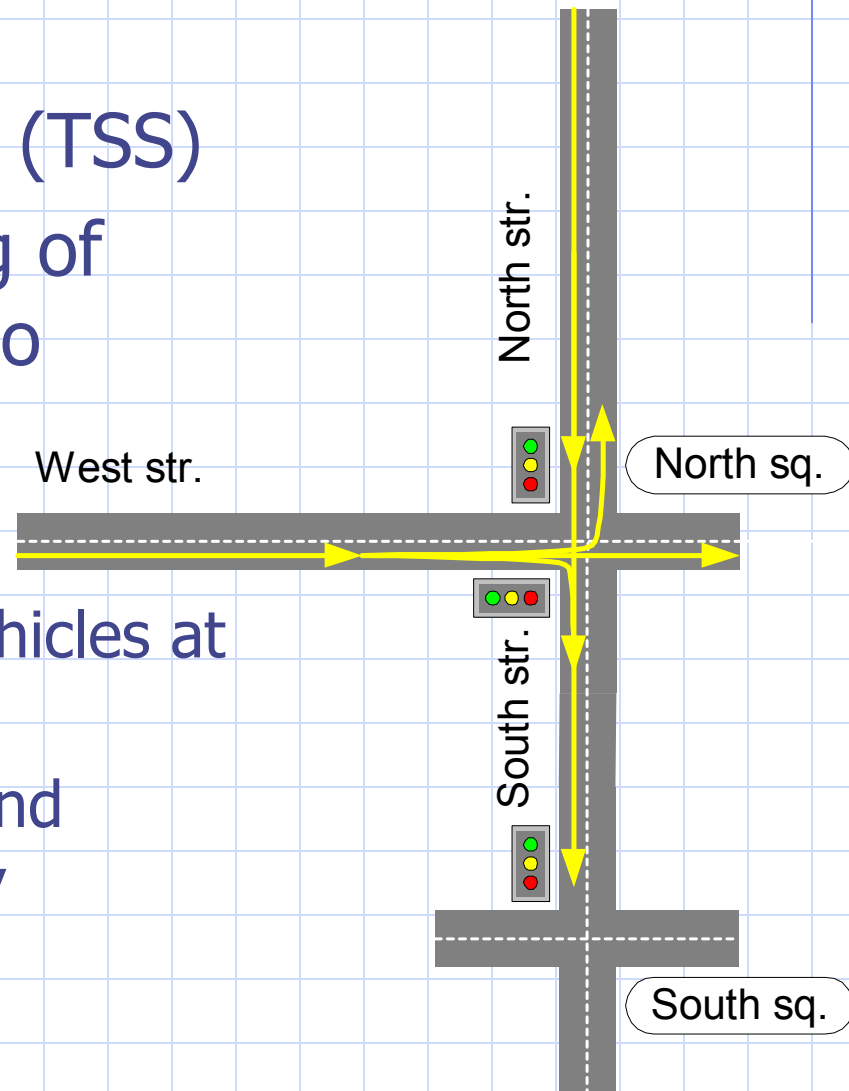 (TSS)
g of
o
hicles at
nd
North str.
West str.
North sq.
South str.
South sq.